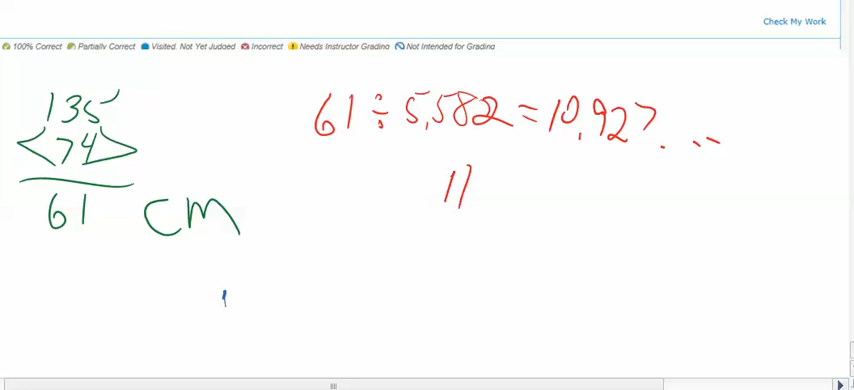 Check My Work
100% Correct Partially Correct Visited, Not Yet Judged Incorrect Needs Instructor Grading Not Intended for Grading
135
<74>
61 CM
61 ÷ 5,582 = 10,927...
11